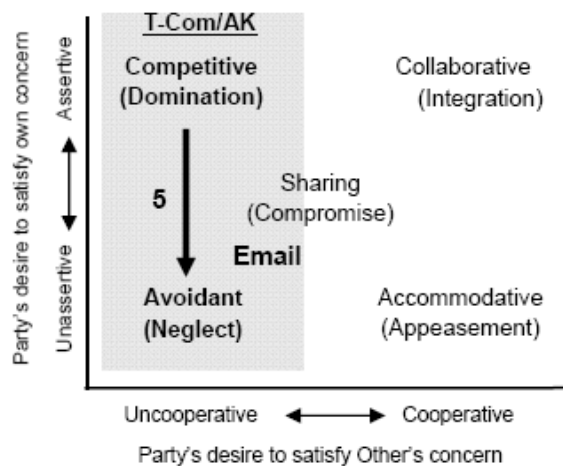 T-Com/AK
Competitive
(Domination)
Collaborative
(Integration)
5
Sharing
(Compromise)
Email
Avoidant
(Neglect)
Accommodative
(Appeasement)
Party's desire to satisfy own concern
Assertive
Unassertive
Uncooperative
Cooperative
Party's desire to satisfy Other's concern